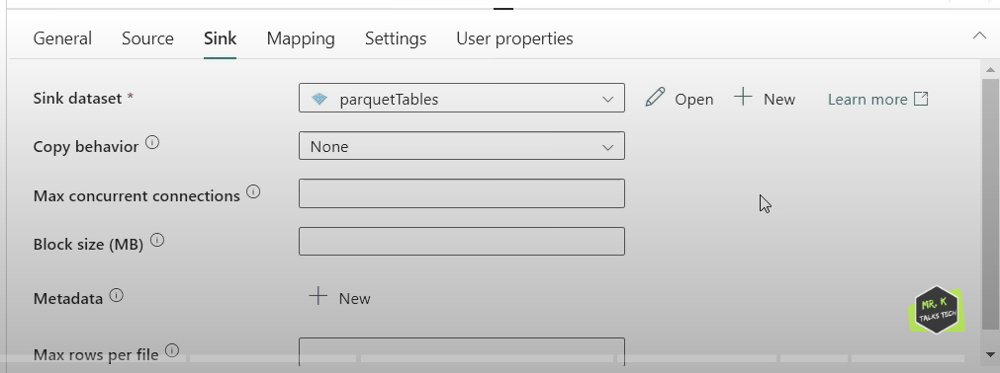 General Source Sink Mapping Settings User properties
Sink dataset * parquetTables Open New Learn more
Copy behavior None
Max concurrent connections
Block size (MB)
Metadata New
MR. K
TALKS TECH
Max rows per file